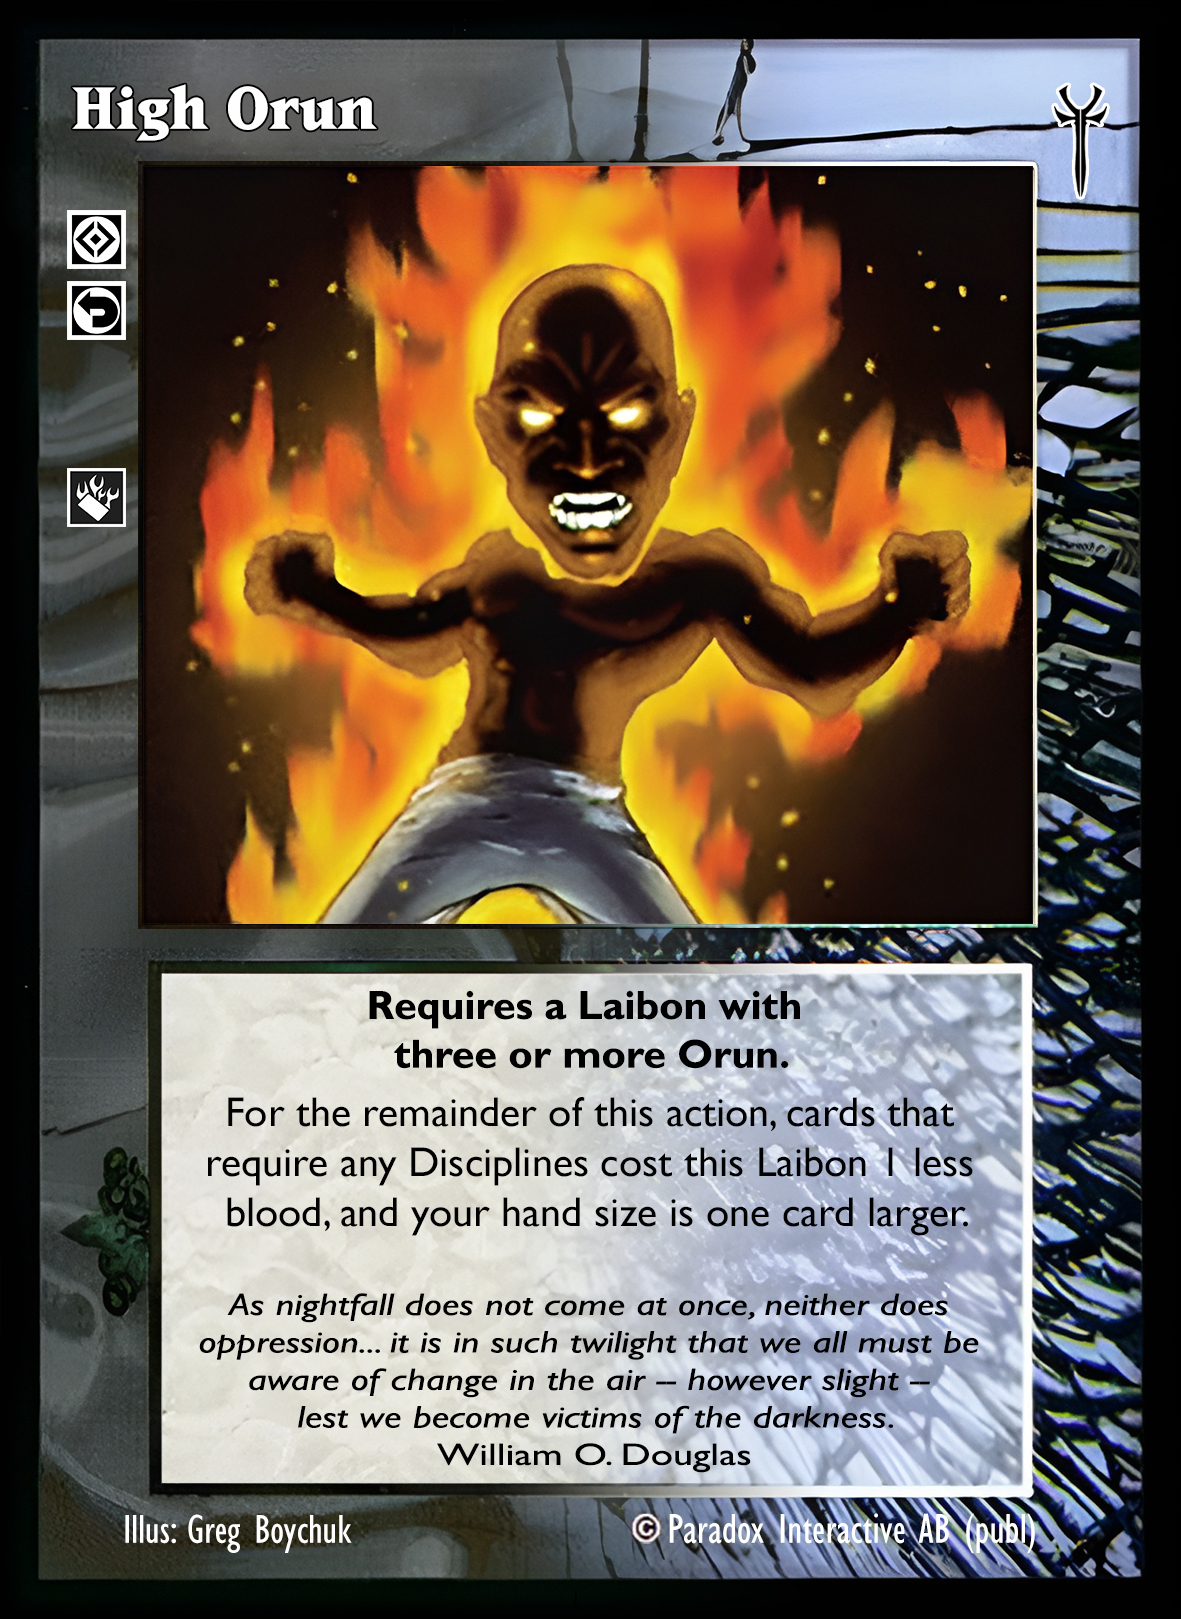 High Orun
Requires a Laibon with
three or more Orun.
For the remainder of this action, cards that
require any Disciplines cost this Laibon 1 less
blood, and your hand size is one card larger.
As nightfall does not come at once, neither does
oppression... it is in such twilight that we all must be
aware of change in the air -- however slight --
lest we become victims of the darkness.
William O. Douglas
Illus: Greg Boychuk
© Paradox Interactive AB (publ)